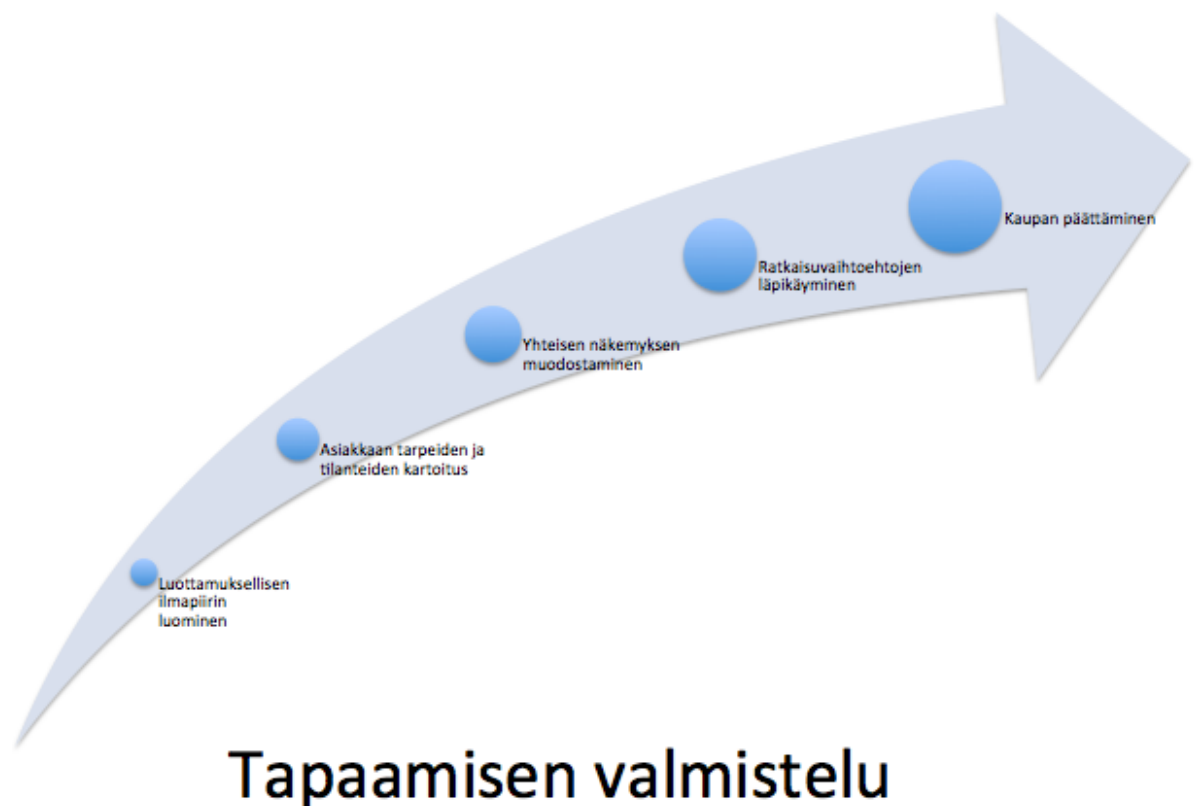 Luottamuksellisen
ilmapiirin
luominen
Asiakkaan tarpeiden ja
tilanteiden kartoitus
Yhteisen näkemyksen
muodostaminen
Ratkaisuvaihtoehtojen
läpikäyminen
Kaupan päättäminen
Tapaamisen valmistelu